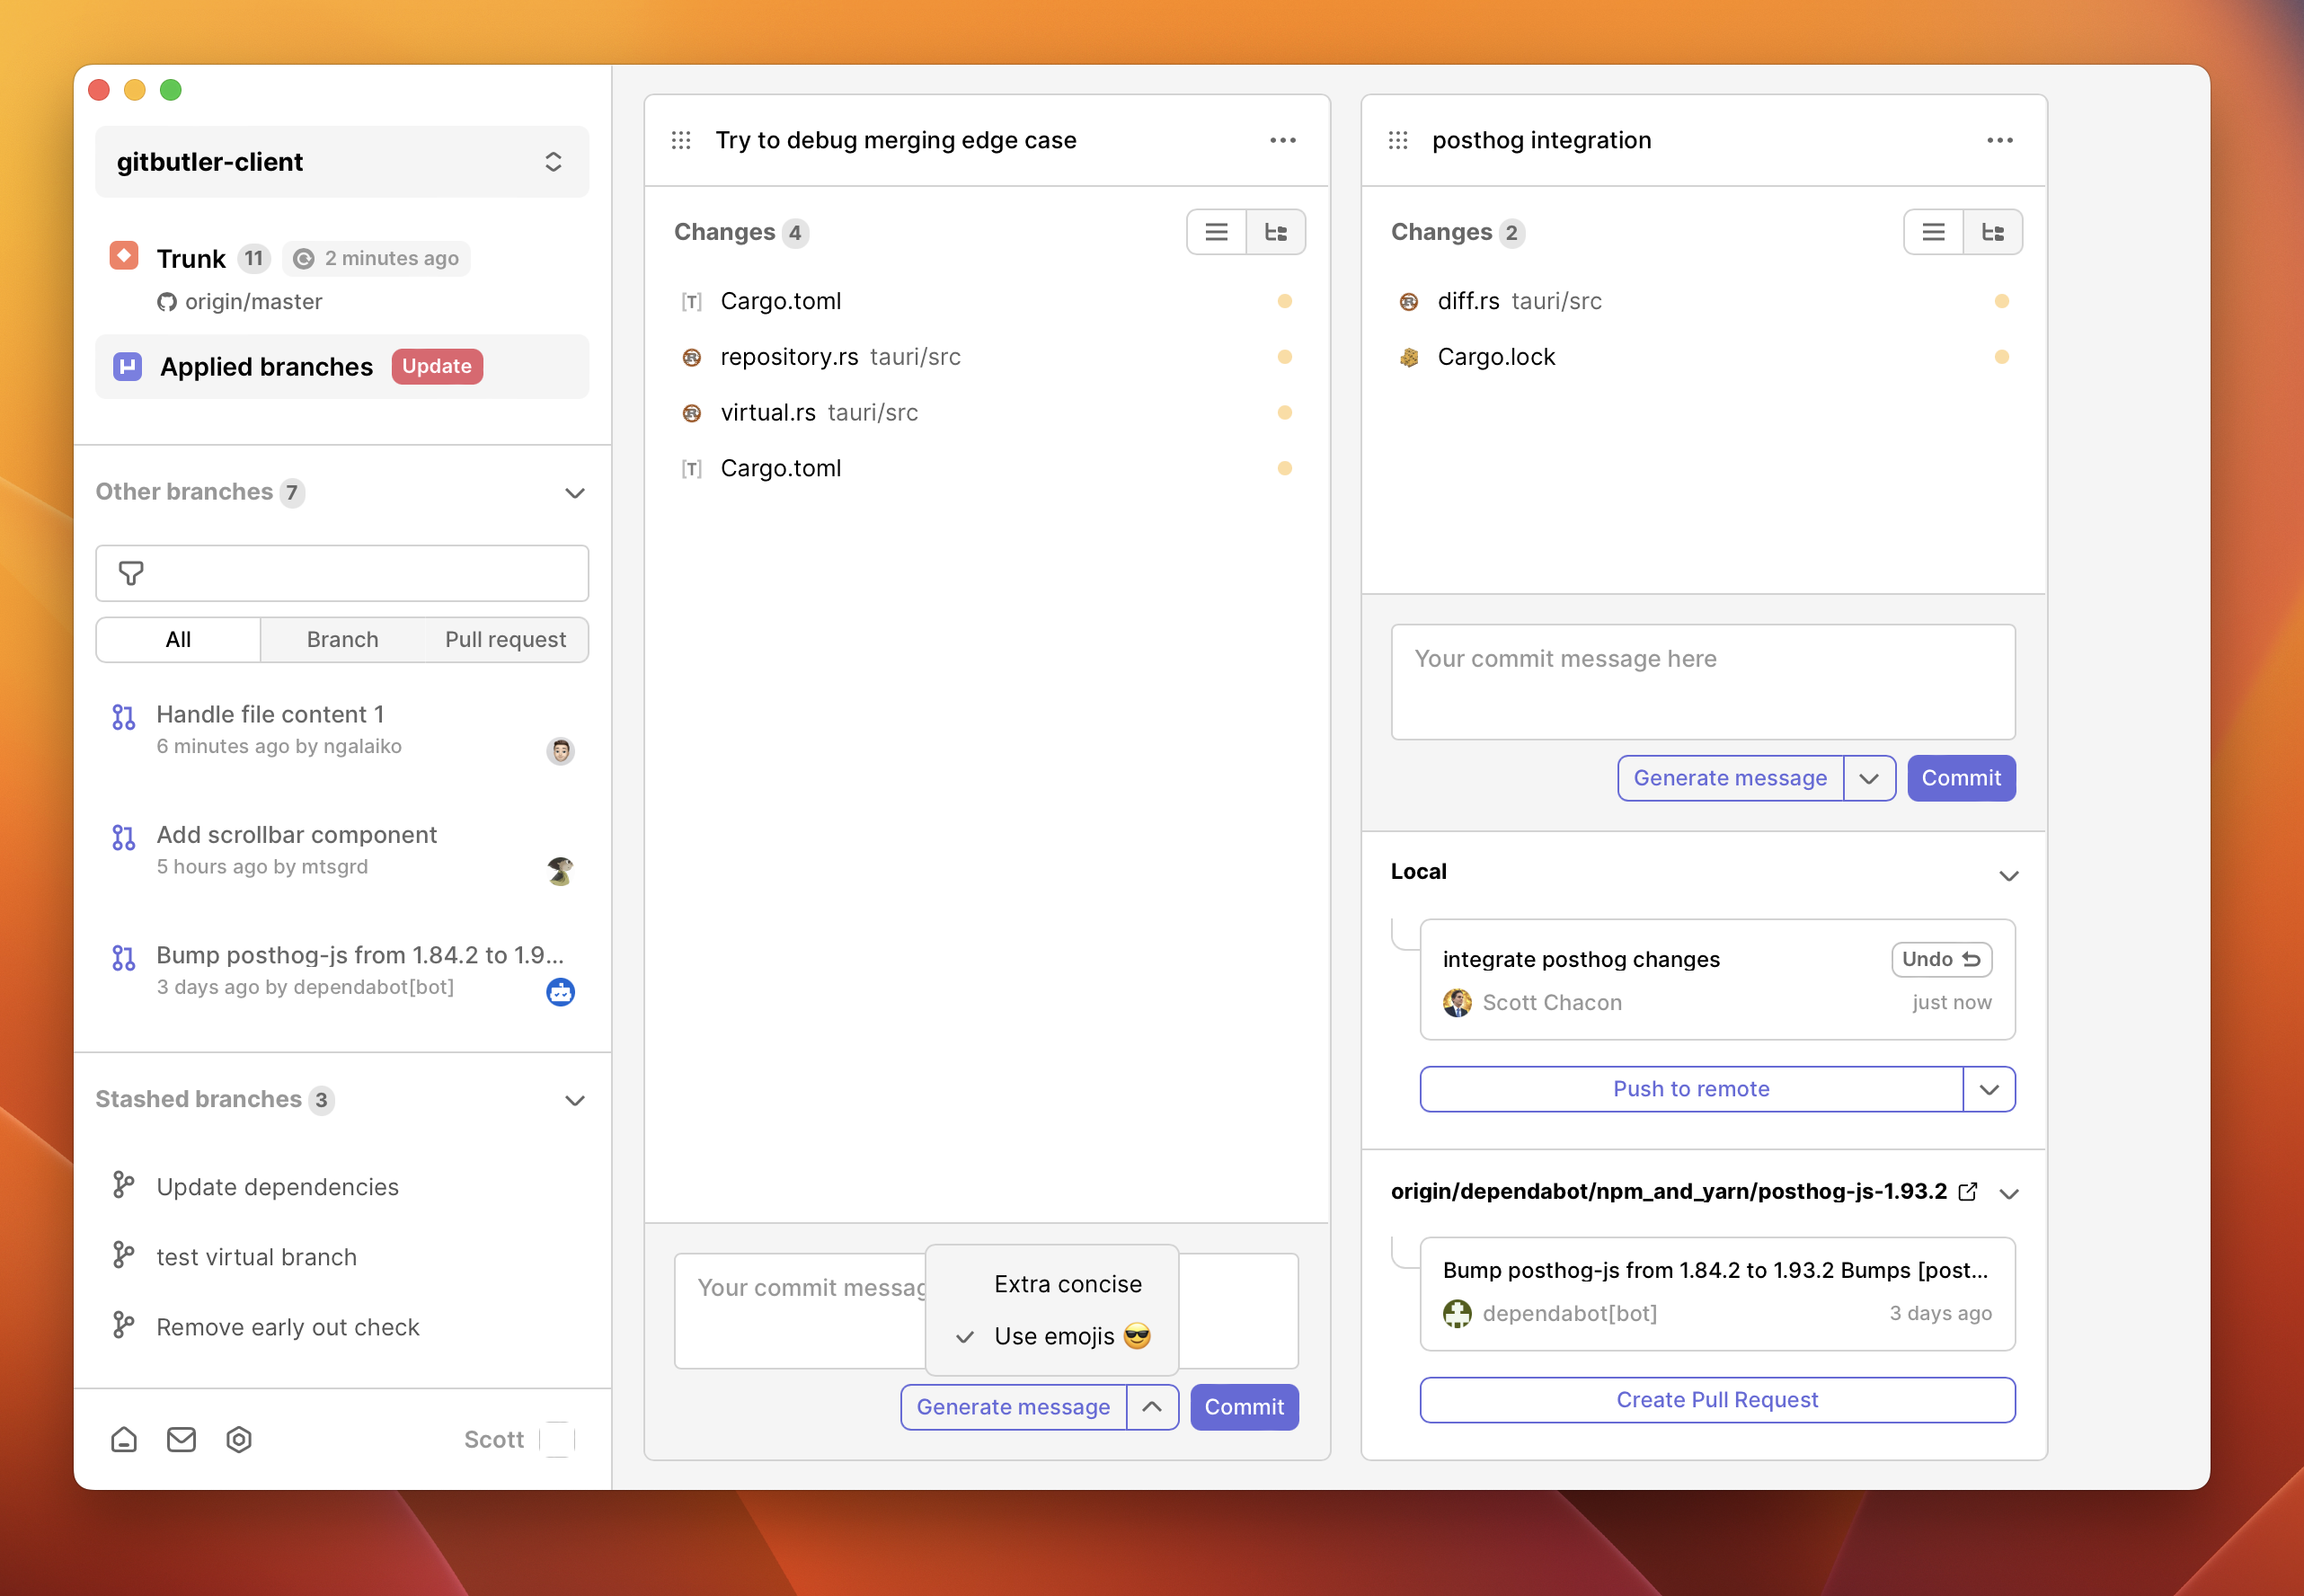 gitbutler-client
Trunk 11 2 minutes ago
origin/master
Applied branches Update
Other branches 7
All Branch Pull request
Handle file content 1
6 minutes ago by ngalaiko
Add scrollbar component
5 hours ago by mtsgrd
Bump posthog-js from 1.84.2 to 1.9...
3 days ago by dependabot[bot]
Stashed branches 3
Update dependencies
test virtual branch
Remove early out check
Scott
Try to debug merging edge case
Changes 4
[T] Cargo.toml
repository.rs tauri/src
virtual.rs tauri/src
[T] Cargo.toml
Your commit messag
Extra concise
Use emojis 😎
Generate message Commit
posthog integration
Changes 2
diff.rs tauri/src
Cargo.lock
Your commit message here
Generate message Commit
Local
integrate posthog changes Undo
Scott Chacon just now
Push to remote
origin/dependabot/npm_and_yarn/posthog-js-1.93.2
Bump posthog-js from 1.84.2 to 1.93.2 Bumps [post...
dependabot[bot] 3 days ago
Create Pull Request